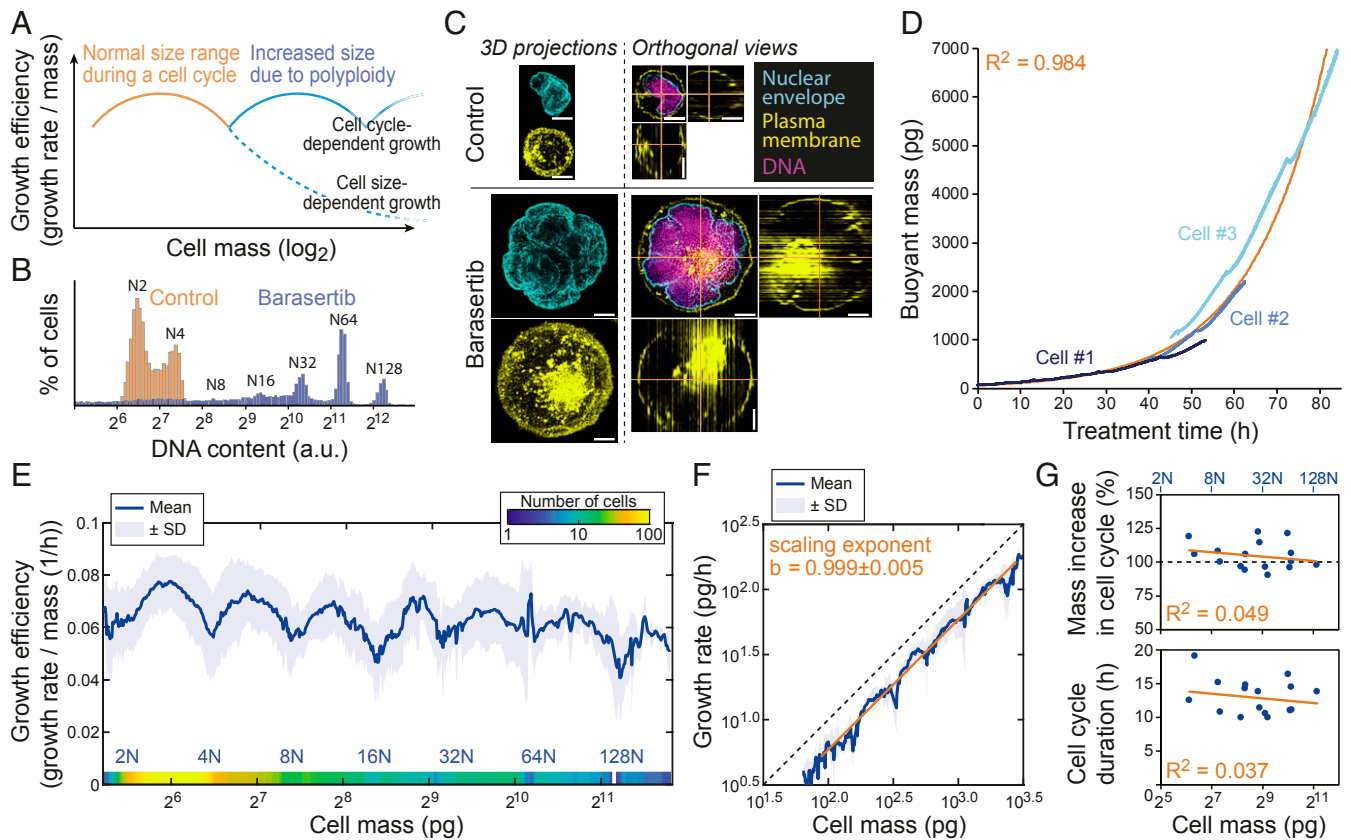 A
Growth efficiency
(growth rate / mass)
Normal size range
during a cell cycle
Increased size
due to polyploidy
Cell cycle-
dependent growth
Cell size-
dependent growth
Cell mass (log2)
B
% of cells
N2
Control
N4
N8
N16
N32
Barasertib
N64
N128
2^6 2^7 2^8 2^9 2^10 2^11 2^12
DNA content (a.u.)
C
3D projections
Orthogonal views
Control
Barasertib
Nuclear
envelope
Plasma
membrane
DNA
D
Buoyant mass (pg)
7000
6000
5000
4000
3000
2000
1000
0
R² = 0.984
Cell #3
Cell #2
Cell #1
0 10 20 30 40 50 60 70 80
Treatment time (h)
E
Mean
± SD
Number of cells
1 10 100
Growth efficiency
(growth rate / mass (1/h))
0.1
0.08
0.06
0.04
0.02
0
2N 4N 8N 16N 32N 64N 128N
2^6 2^7 2^8 2^9 2^10 2^11
Cell mass (pg)
F
Mean
± SD
Growth rate (pg/h)
10^2.5
10^2.0
10^1.5
10^1.0
10^0.5
scaling exponent
b = 0.999±0.005
10^1.5 10^2.0 10^2.5 10^3.0 10^3.5
Cell mass (pg)
G
2N 8N 32N 128N
Mass increase
in cell cycle (%)
150
125
100
75
50
R² = 0.049
Cell cycle
duration (h)
20
15
10
5
0
R² = 0.037
2^5 2^7 2^9 2^11
Cell mass (pg)